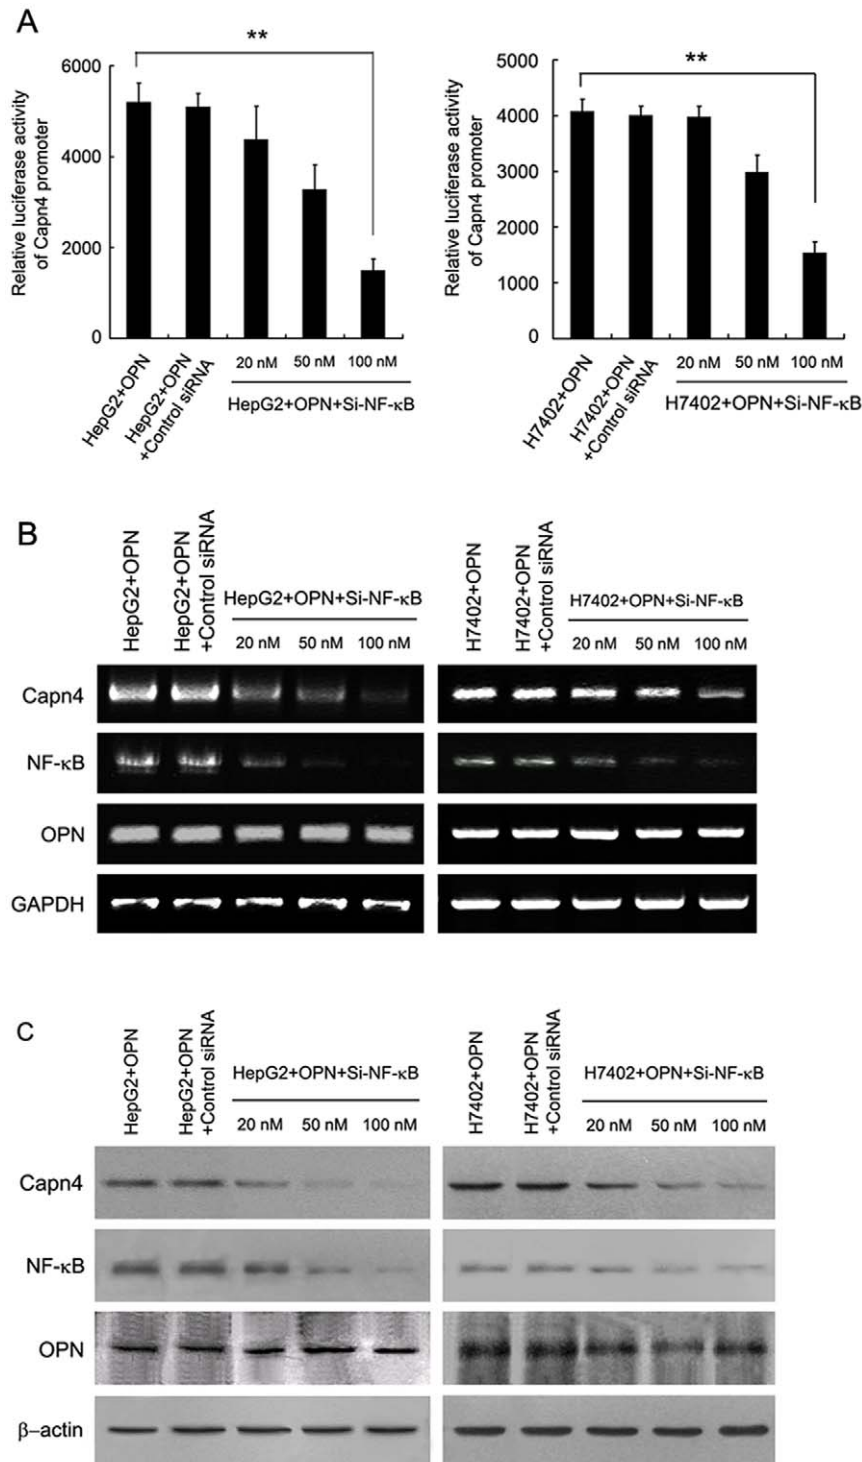 A
**
Relative luciferase activity
of Capn4 promoter
6000
4000
2000
0
HepG2+OPN
HepG2+OPN
+Control siRNA
20 nM 50 nM 100 nM
HepG2+OPN+Si-NF-κB
**
Relative luciferase activity
of Capn4 promoter
5000
4000
3000
2000
1000
0
H7402+OPN
H7402+OPN
+Control siRNA
20 nM 50 nM 100 nM
H7402+OPN+Si-NF-κB
B
HepG2+OPN
HepG2+OPN
+Control siRNA
HepG2+OPN+Si-NF-κB
20 nM 50 nM 100 nM
H7402+OPN
H7402+OPN
+Control siRNA
H7402+OPN+Si-NF-κB
20 nM 50 nM 100 nM
Capn4
NF-κB
OPN
GAPDH
C
HepG2+OPN
HepG2+OPN
+Control siRNA
HepG2+OPN+Si-NF-κB
20 nM 50 nM 100 nM
H7402+OPN
H7402+OPN
+Control siRNA
H7402+OPN+Si-NF-κB
20 nM 50 nM 100 nM
Capn4
NF-κB
OPN
β–actin